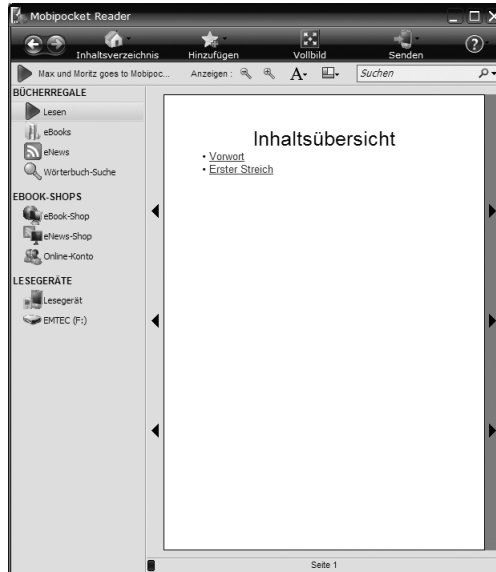 Mobipocket Reader
Inhaltsverzeichnis Hinzufügen Vollbild Senden ?
Max und Moritz goes to Mobipoc... Anzeigen : A Suchen
BÜCHERREGALE
Lesen
eBooks
eNews
Wörterbuch-Suche
EBOOK-SHOPS
eBook-Shop
eNews-Shop
Online-Konto
LESEGERÄTE
Lesegerät
EMTEC (F:)
Inhaltsübersicht
• Vorwort
• Erster Streich
Seite 1